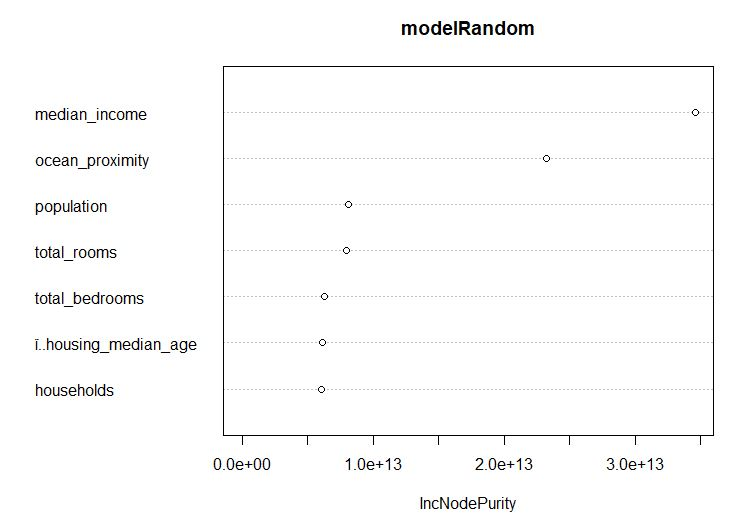 modelRandom
median_income
ocean_proximity
population
total_rooms
total_bedrooms
ï..housing_median_age
households
0.0e+00 1.0e+13 2.0e+13 3.0e+13
IncNodePurity